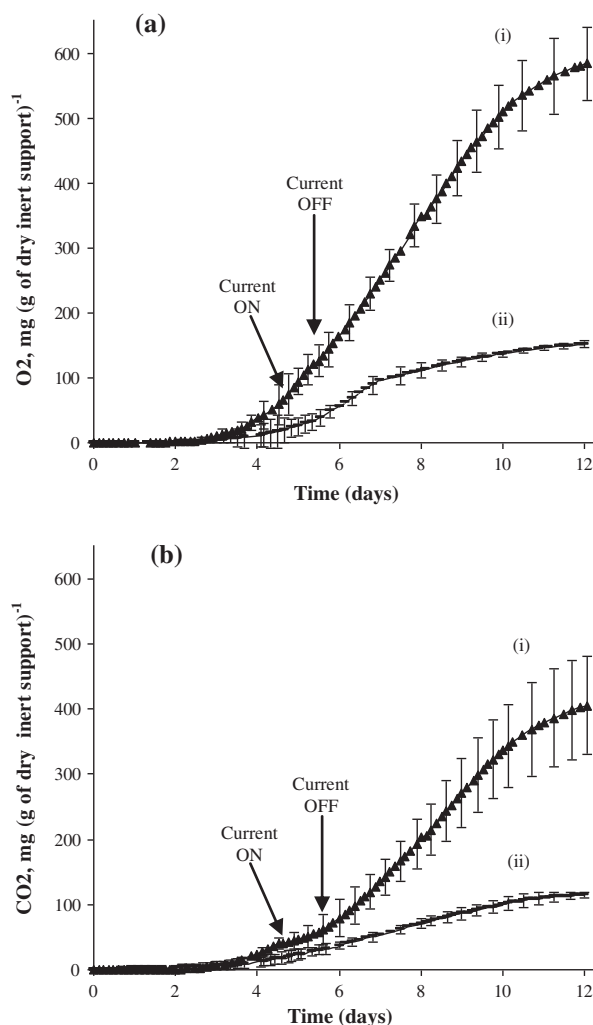 (a)
(i)
600
500
400
300
200
100
0
Current
OFF
Current
ON
(ii)
O2, mg (g of dry inert support)-1
0 2 4 6 8 10 12
Time (days)
(b)
(i)
600
500
400
300
200
100
0
Current
OFF
Current
ON
(ii)
CO2, mg (g of dry inert support)-1
0 2 4 6 8 10 12
Time (days)